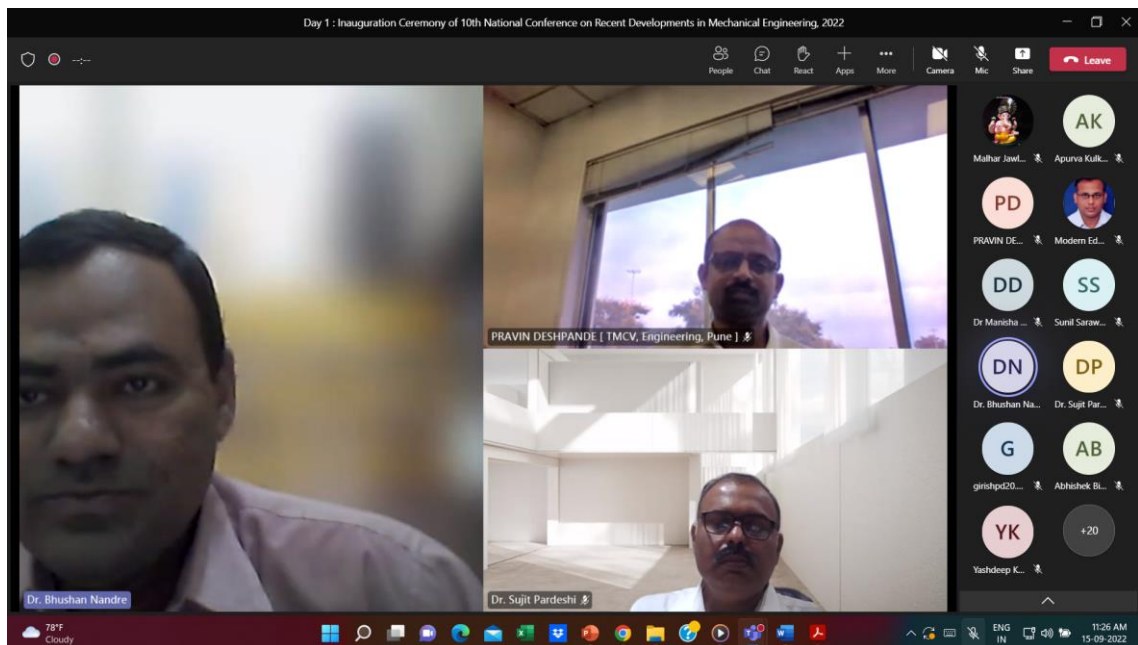 Day 1 : Inauguration Ceremony of 10th National Conference on Recent Developments in Mechanical Engineering, 2022
--:--
People Chat React Apps More Camera Mic Share Leave
PRAVIN DESHPANDE [ TMCV, Engineering, Pune ]
Dr. Bhushan Nandre
Dr. Sujit Pardeshi
AK
Malhar Jawl... Apurva Kulk...
PD
PRAVIN DE... Modern Ed...
DD SS
Dr Manisha ... Sunil Saraw...
DN DP
Dr. Bhushan Na... Dr. Sujit Par...
G AB
girishpd20.... Abhishek Bi...
YK +20
Yashdeep K...
78°F
Cloudy
ENG
IN
11:26 AM
15-09-2022